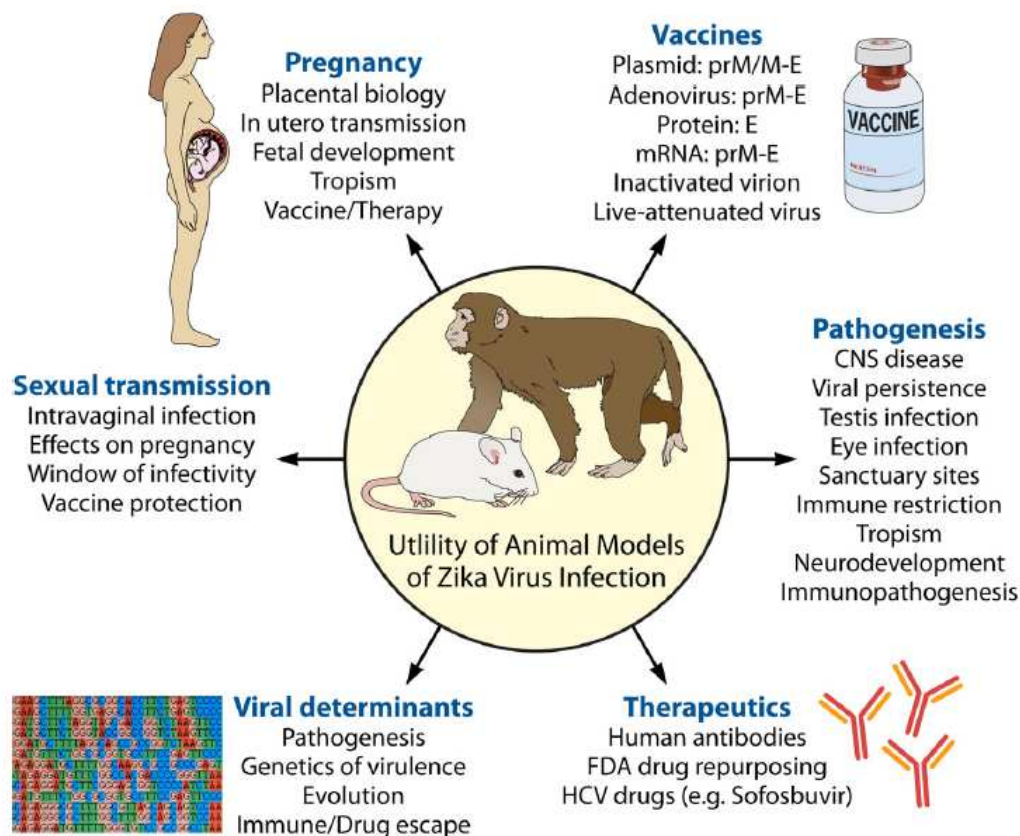 Pregnancy
Placental biology
In utero transmission
Fetal development
Tropism
Vaccine/Therapy
Vaccines
Plasmid: prM/M-E
Adenovirus: prM-E
Protein: E
mRNA: prM-E
Inactivated virion
Live-attenuated virus
VACCINE
Sexual transmission
Intravaginal infection
Effects on pregnancy
Window of infectivity
Vaccine protection
Utlility of Animal Models
of Zika Virus Infection
Pathogenesis
CNS disease
Viral persistence
Testis infection
Eye infection
Sanctuary sites
Immune restriction
Tropism
Neurodevelopment
Immunopathogenesis
Viral determinants
Pathogenesis
Genetics of virulence
Evolution
Immune/Drug escape
Therapeutics
Human antibodies
FDA drug repurposing
HCV drugs (e.g. Sofosbuvir)